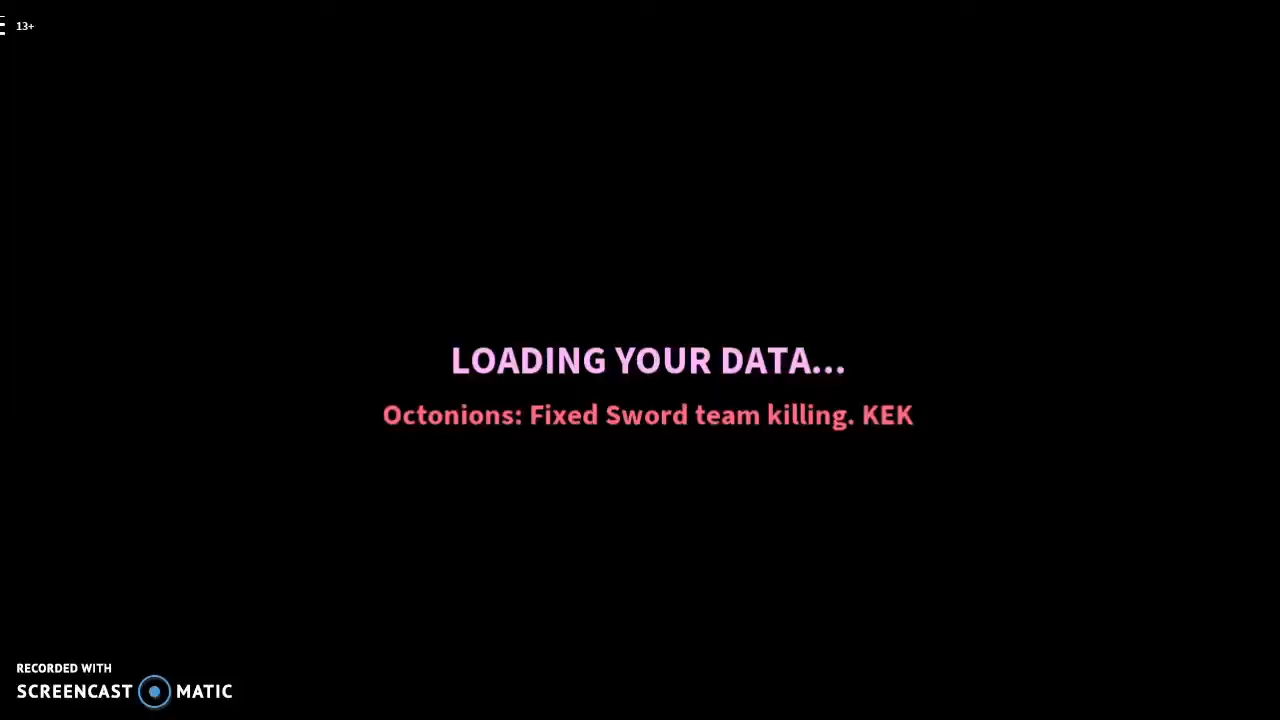 13+
LOADING YOUR DATA...
Octonions: Fixed Sword team killing. KEK
RECORDED WITH
SCREENCAST MATIC